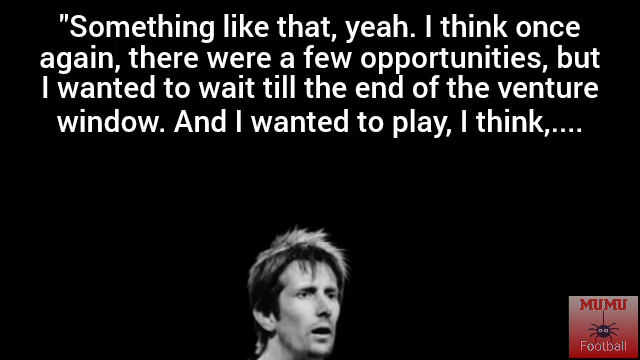 "Something like that, yeah. I think once
again, there were a few opportunities, but
I wanted to wait till the end of the venture
window. And I wanted to play, I think,....
MUMU
Football